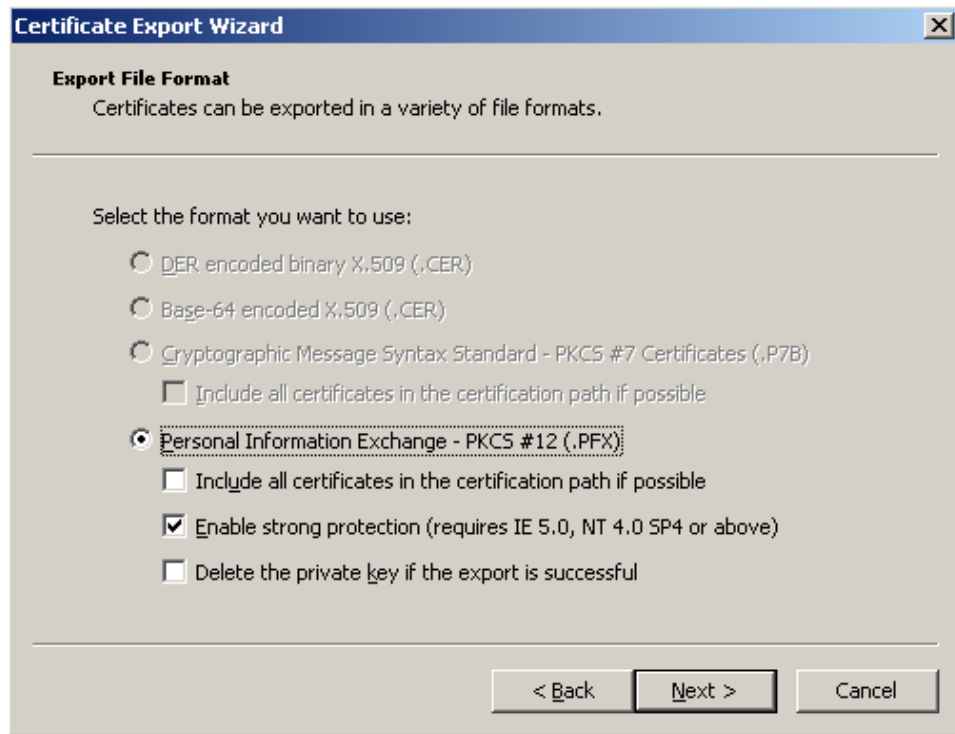 Certificate Export Wizard
Export File Format
Certificates can be exported in a variety of file formats.
Select the format you want to use:
DER encoded binary X.509 (.CER)
Base-64 encoded X.509 (.CER)
Cryptographic Message Syntax Standard - PKCS #7 Certificates (.P7B)
Include all certificates in the certification path if possible
Personal Information Exchange - PKCS #12 (.PFX)
Include all certificates in the certification path if possible
Enable strong protection (requires IE 5.0, NT 4.0 SP4 or above)
Delete the private key if the export is successful
< Back Next > Cancel